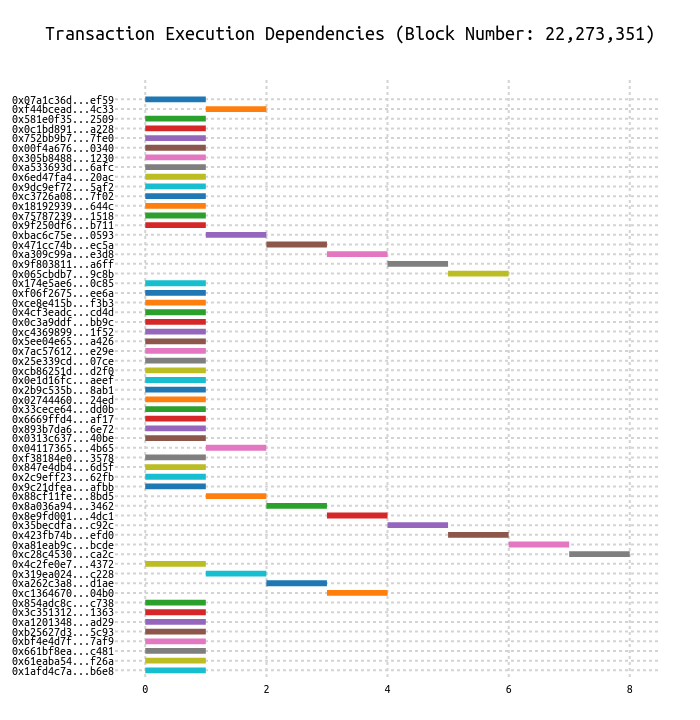 Transaction Execution Dependencies (Block Number: 22,273,351)
0x07a1c36d...ef59
0xf44bcead...4c33
0x581e0f35...2509
0x0c1bd891...a228
0x752bb9b7...7fe0
0x00f4a676...0340
0x305b8488...1230
0xa533693d...6afc
0x6ed47fa4...20ac
0x9dc9ef72...5af2
0xc3726a08...7f02
0x18192939...644c
0x75787239...1518
0x9f250df6...b711
0xbac6c75e...0593
0x471cc74b...ec5a
0xa309c99a...e3d8
0x9f803811...a6ff
0x065cbdb7...9c8b
0x174e5ae6...0c85
0xf06f2675...ee6a
0xce8e415b...f3b3
0x4cf3eadc...cd4d
0x0c3a9ddf...bb9c
0xc4369899...1f52
0x5ee04e65...a426
0x7ac57612...e29e
0x25e339cd...07ce
0xcb86251d...d2f0
0x0e1d16fc...aeef
0x2b9c535b...8ab1
0x02744460...24ed
0x33cece64...dd0b
0x6669ffd4...af17
0x893b7da6...6e72
0x0313c637...40be
0x04117365...4b65
0xf38184e0...3578
0x847e4db4...6d5f
0x2c9eff23...62fb
0x9c21dfea...afbb
0x88cf11fe...8bd5
0x8a036a94...3462
0x8e9fd001...4dc1
0x35becdfa...c92c
0x423fb74b...efd0
0xa81eab9c...bcde
0xc28c4530...ca2c
0x4c2fe0e7...4372
0x319ea024...c228
0xa262c3a8...d1ae
0xc1364670...04b0
0x854adc8c...c738
0x3c351312...1363
0xa1201348...ad29
0xb25627d3...5c93
0xbf4e4d7f...7af9
0x661bf8ea...c481
0x61eaba54...f26a
0x1afd4c7a...b6e8
0 2 4 6 8